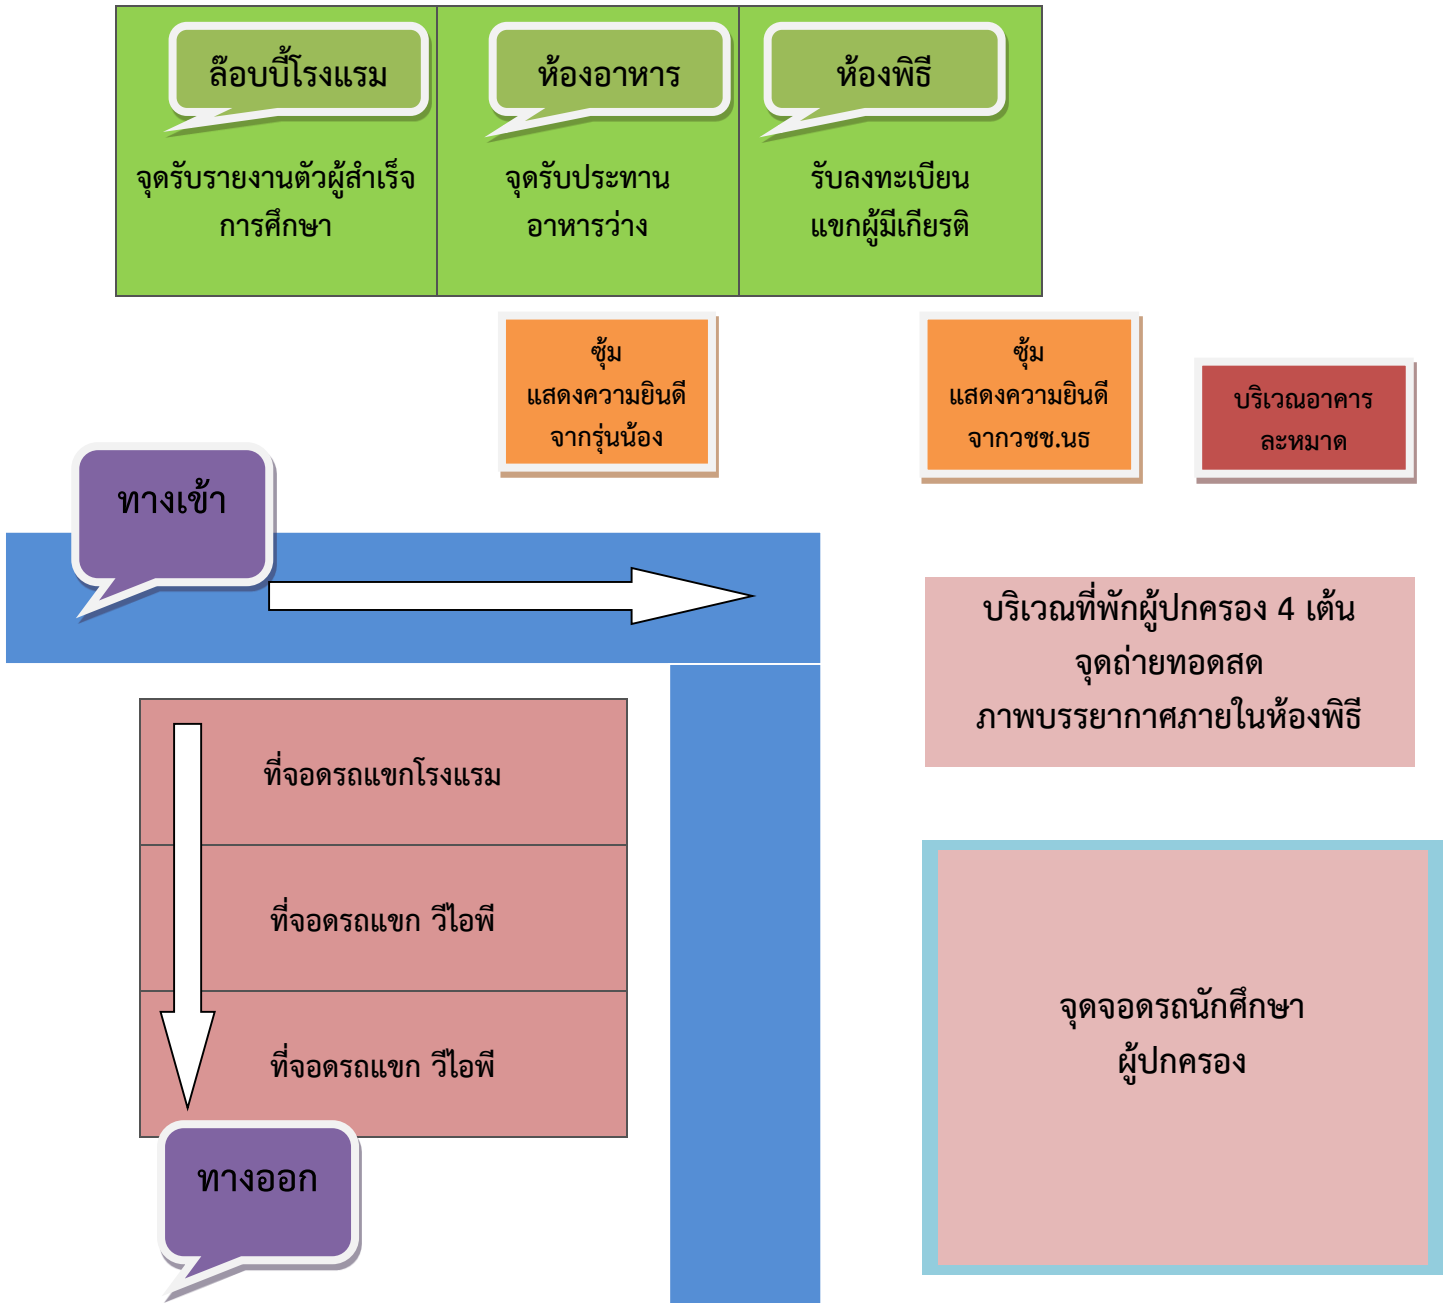 ล๊อบบี้โรงแรม
จุดรับรายงานตัวผู้สำเร็จ
การศึกษา
ห้องอาหาร
จุดรับประทาน
อาหารว่าง
ห้องพิธี
รับลงทะเบียน
แขกผู้มีเกียรติ
ซุ้ม
แสดงความยินดี
จากรุ่นน้อง
ซุ้ม
แสดงความยินดี
จากวชช.นธ
บริเวณอาคาร
ละหมาด
ทางเข้า
บริเวณที่พักผู้ปกครอง 4 เต้น
จุดถ่ายทอดสด
ภาพบรรยากาศภายในห้องพิธี
ที่จอดรถแขกโรงแรม
ที่จอดรถแขก วีไอพี
ที่จอดรถแขก วีไอพี
จุดจอดรถนักศึกษา
ผู้ปกครอง
ทางออก